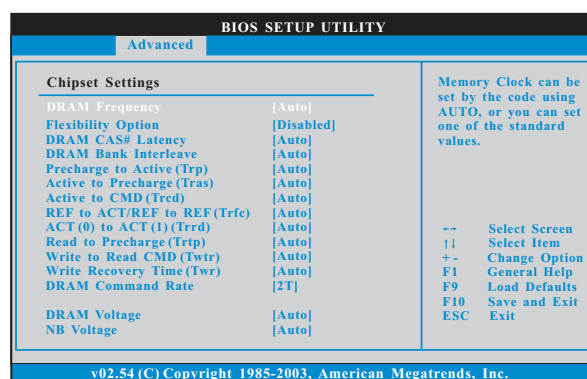 BIOS SETUP UTILITY
Advanced
Chipset Settings
DRAM Frequency [Auto]
Flexibility Option [Disabled]
DRAM CAS# Latency [Auto]
DRAM Bank Interleave [Auto]
Precharge to Active (Trp) [Auto]
Active to Precharge (Tras) [Auto]
Active to CMD (Trcd) [Auto]
REF to ACT/REF to REF (Trfc) [Auto]
ACT (0) to ACT (1) (Trrd) [Auto]
Read to Precharge (Trtp) [Auto]
Write to Read CMD (Twtr) [Auto]
Write Recovery Time (Twr) [Auto]
DRAM Command Rate [2T]
DRAM Voltage [Auto]
NB Voltage [Auto]
Memory Clock can be
set by the code using
AUTO, or you can set
one of the standard
values.
←→ Select Screen
↑↓ Select Item
+ - Change Option
F1 General Help
F9 Load Defaults
F10 Save and Exit
ESC Exit
v02.54 (C) Copyright 1985-2003, American Megatrends, Inc.